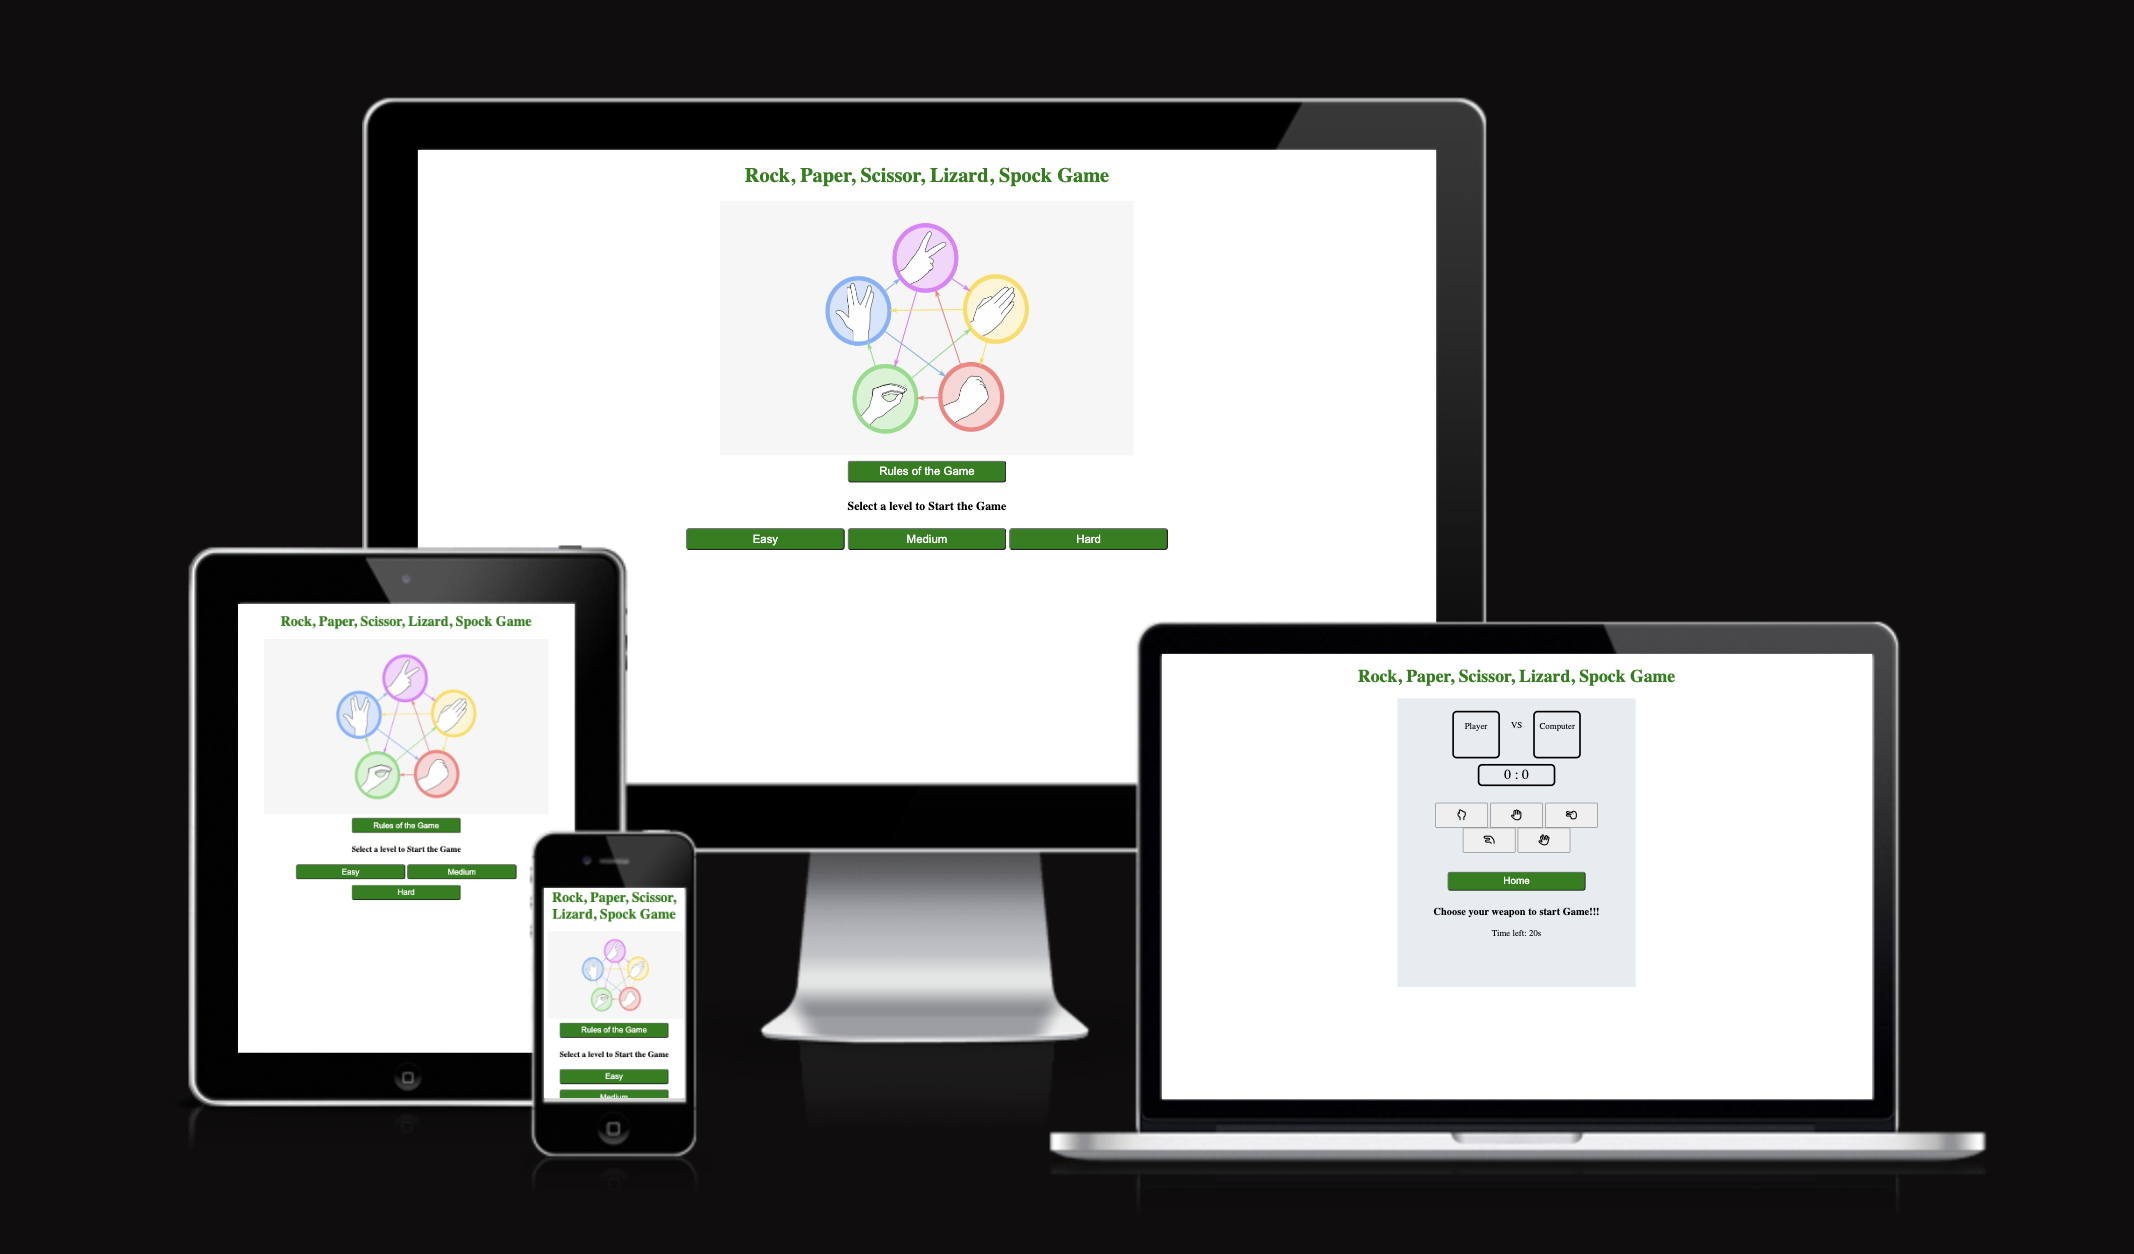 Rock, Paper, Scissor, Lizard, Spock Game
Rules of the Game
Select a level to Start the Game
Easy Medium Hard
Rock, Paper, Scissor, Lizard, Spock Game
Rules of the Game
Select a level to Start the Game
Easy Medium
Hard
Rock, Paper, Scissor,
Lizard, Spock Game
Rules of the Game
Select a level to Start the Game
Easy
Medium
Rock, Paper, Scissor, Lizard, Spock Game
Player VS Computer
0 : 0
Home
Choose your weapon to start Game!!!
Time left: 20s